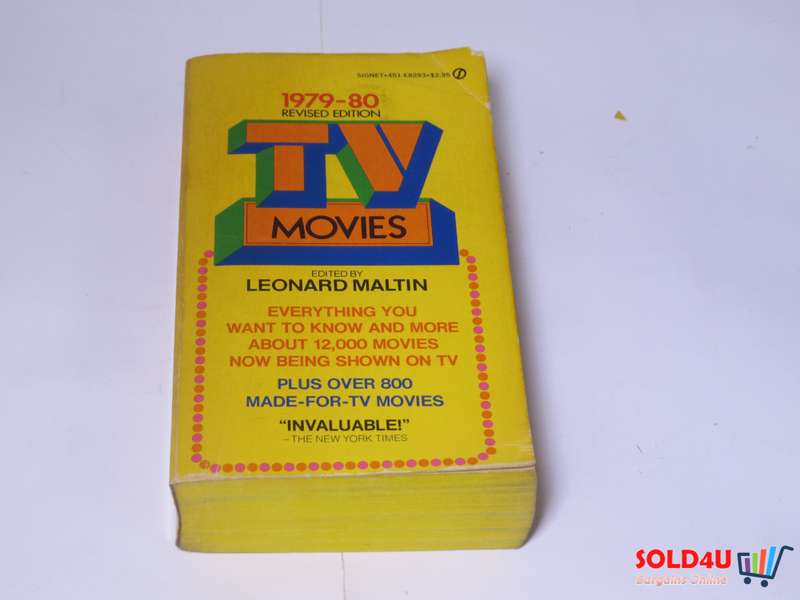 SIGNET•451-E8293•$2.95
1979-80
REVISED EDITION
TV
MOVIES
EDITED BY
LEONARD MALTIN
EVERYTHING YOU
WANT TO KNOW AND MORE
ABOUT 12,000 MOVIES
NOW BEING SHOWN ON TV
PLUS OVER 800
MADE-FOR-TV MOVIES
“INVALUABLE!”
—THE NEW YORK TIMES
SOLD4U
Bargains Online